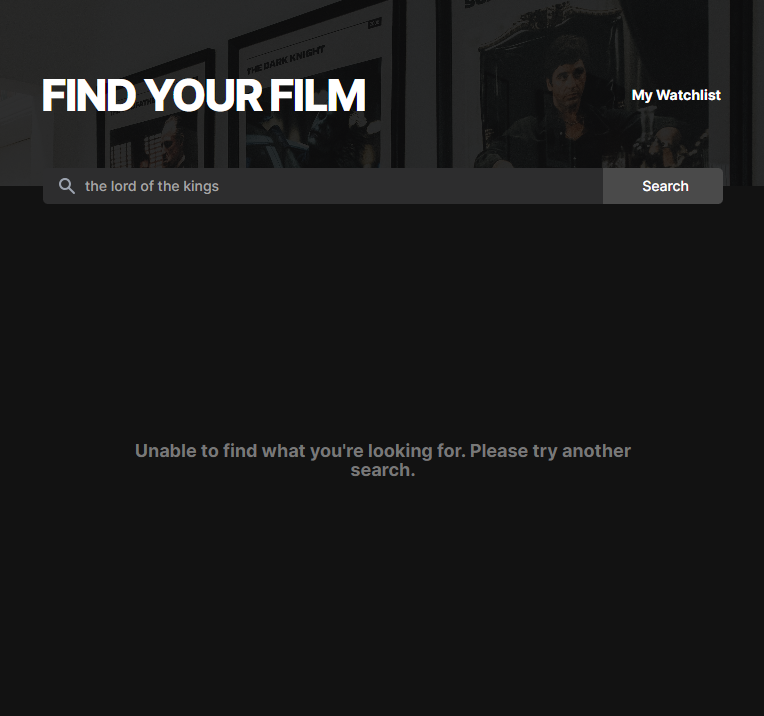 THE DARK KNIGHT
FIND YOUR FILM
My Watchlist
the lord of the kings
Search
Unable to find what you're looking for. Please try another
search.